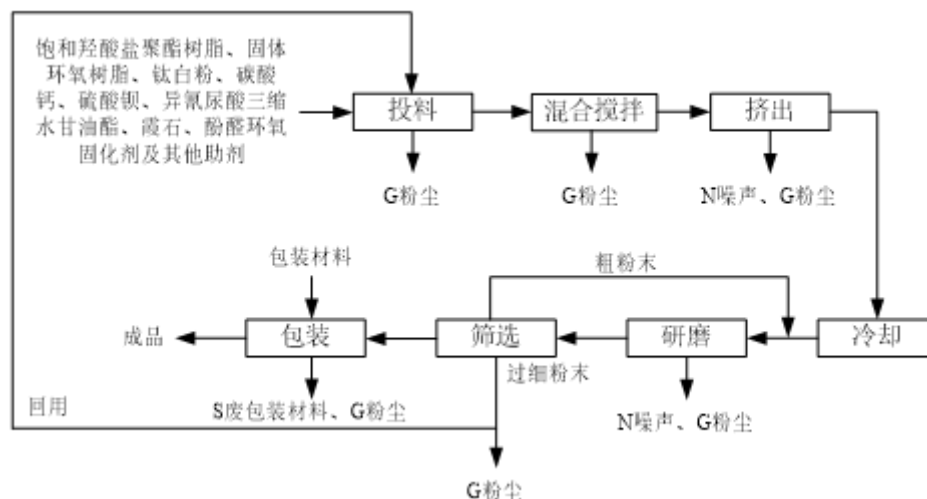 饱和羟酸盐聚酯树脂、固体
环氧树脂、钛白粉、碳酸
钙、硫酸钡、异氰尿酸三缩
水甘油酯、霞石、酚醛环氧
固化剂及其他助剂
投料
混合搅拌
挤出
G粉尘
G粉尘
N噪声、G粉尘
包装材料
粗粉末
成品
包装
筛选
研磨
冷却
过细粉末
回用
S废包装材料、G粉尘
N噪声、G粉尘
G粉尘